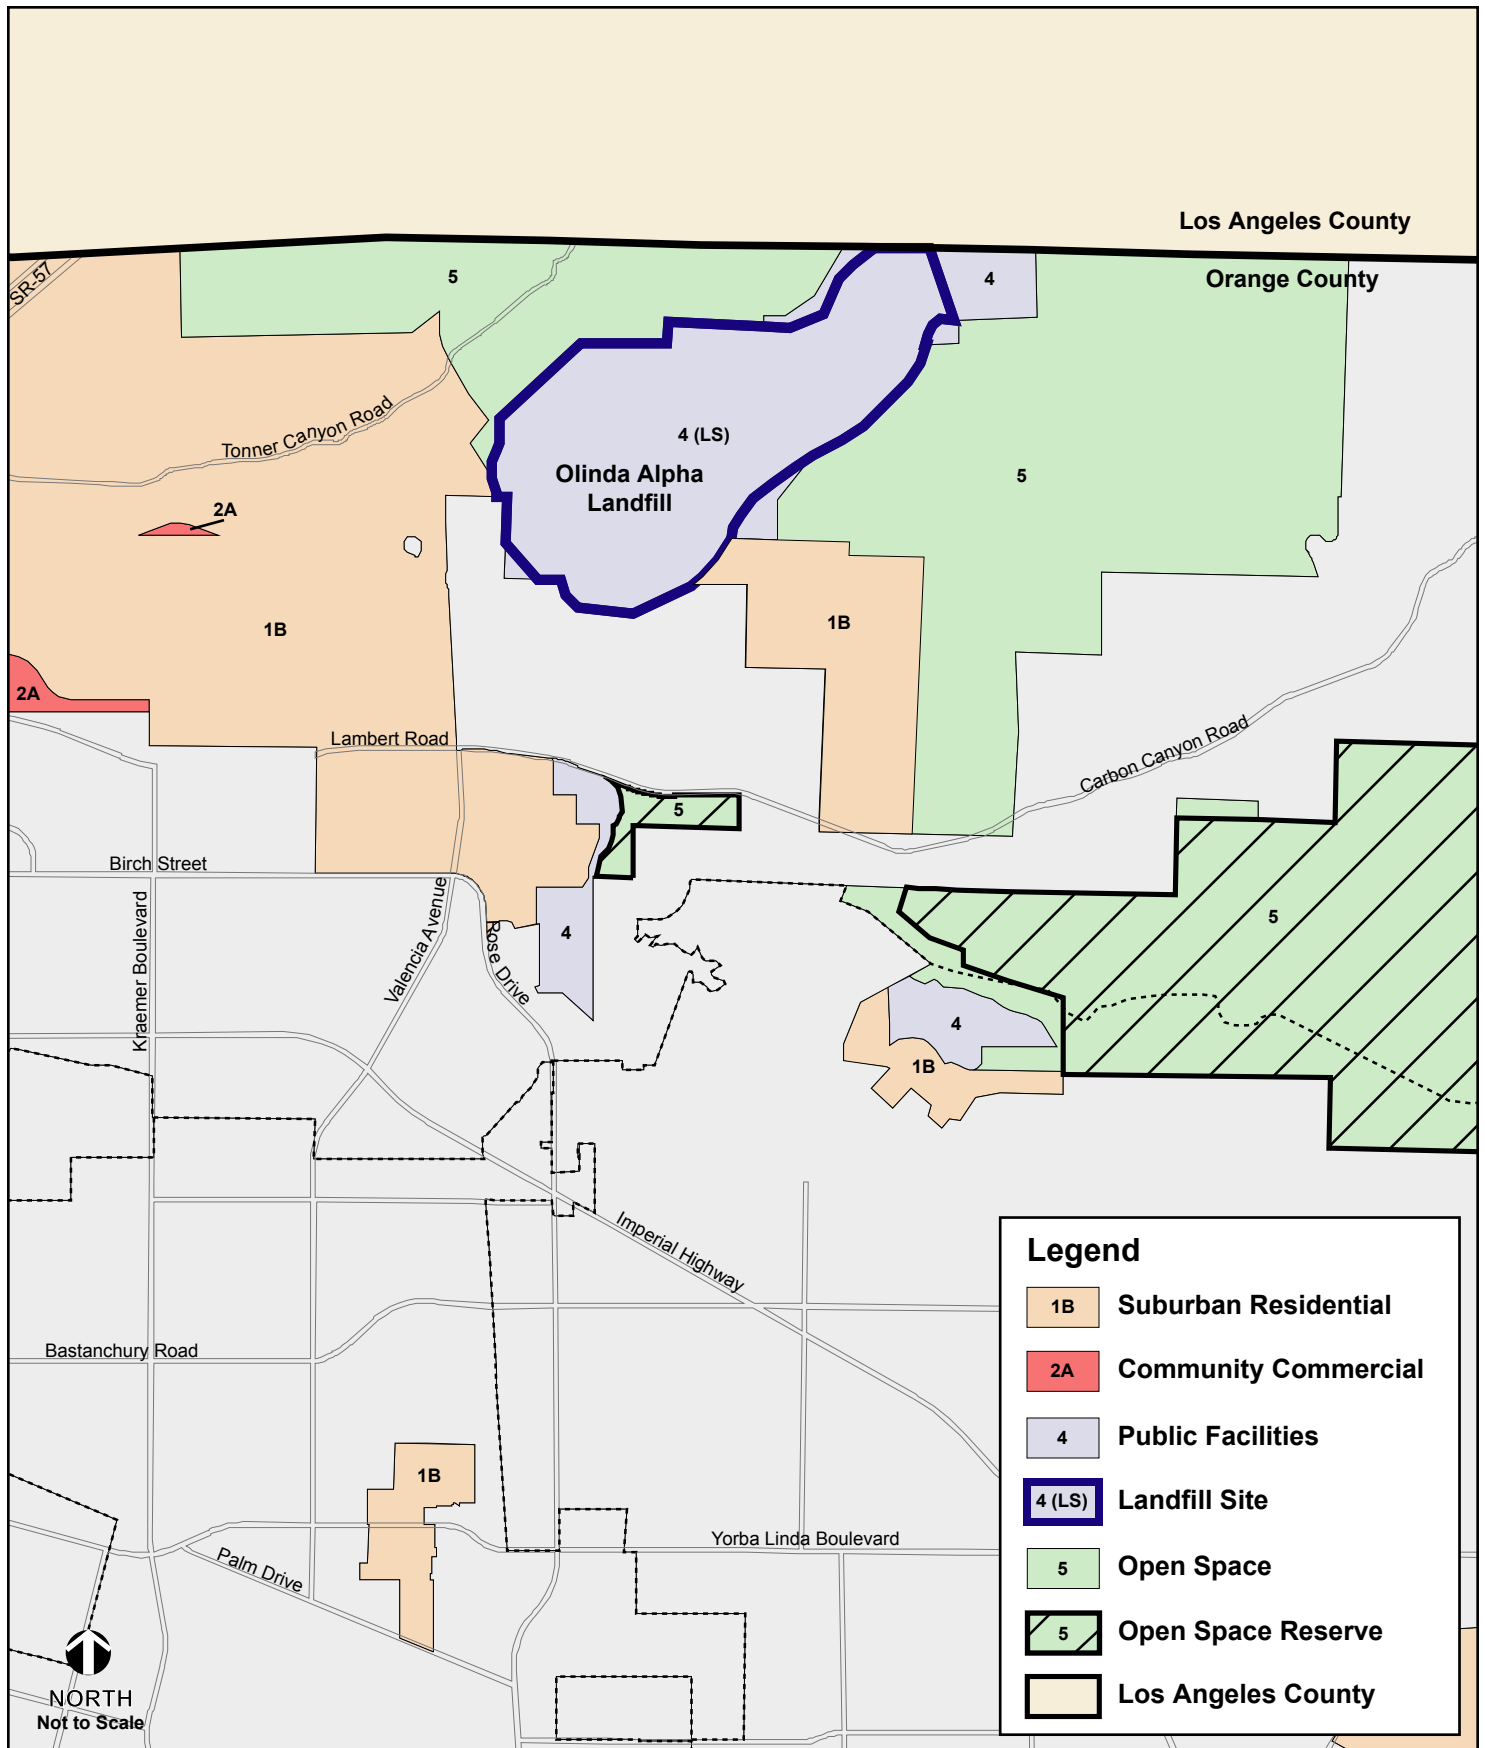 Los Angeles County
Orange County
SR-57
5
4
Tonner Canyon Road
4 (LS)
Olinda Alpha
Landfill
5
2A
1B
1B
2A
Lambert Road
Carbon Canyon Road
5
Birch Street
Kraemer Boulevard
Valencia Avenue
Rose Drive
4
5
4
1B
Imperial Highway
Bastanchury Road
1B
Yorba Linda Boulevard
Palm Drive
NORTH
Not to Scale
Legend
1B Suburban Residential
2A Community Commercial
4 Public Facilities
4 (LS) Landfill Site
5 Open Space
5 Open Space Reserve
Los Angeles County